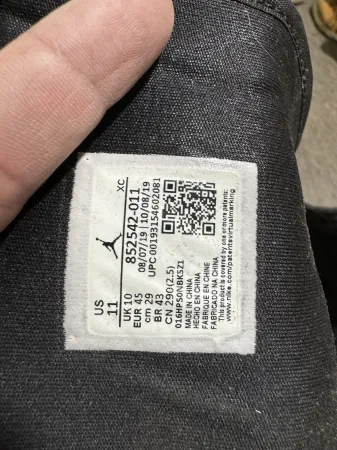 XC
852542-011
08/07/19 | 10/08/19
UPC 00193154602081
US
11
UK 10
EUR 45
cm 29
BR 43
CN 290(2.5)
016HPS0NBKSZ1
MADE IN CHINA
HECHO EN CHINA
FABRIQUÉ EN CHINE
FABRICADO NA CHINA
This product is covered by one or more patents:
www.nike.com/patentsvirtualmarking